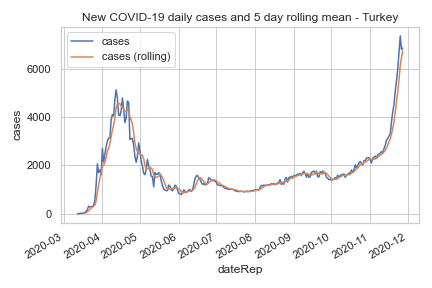 New COVID-19 daily cases and 5 day rolling mean - Turkey
cases
cases (rolling)
6000
4000
2000
0
cases
2020-03
2020-04
2020-05
2020-06
2020-07
2020-08
2020-09
2020-10
2020-11
2020-12
dateRep